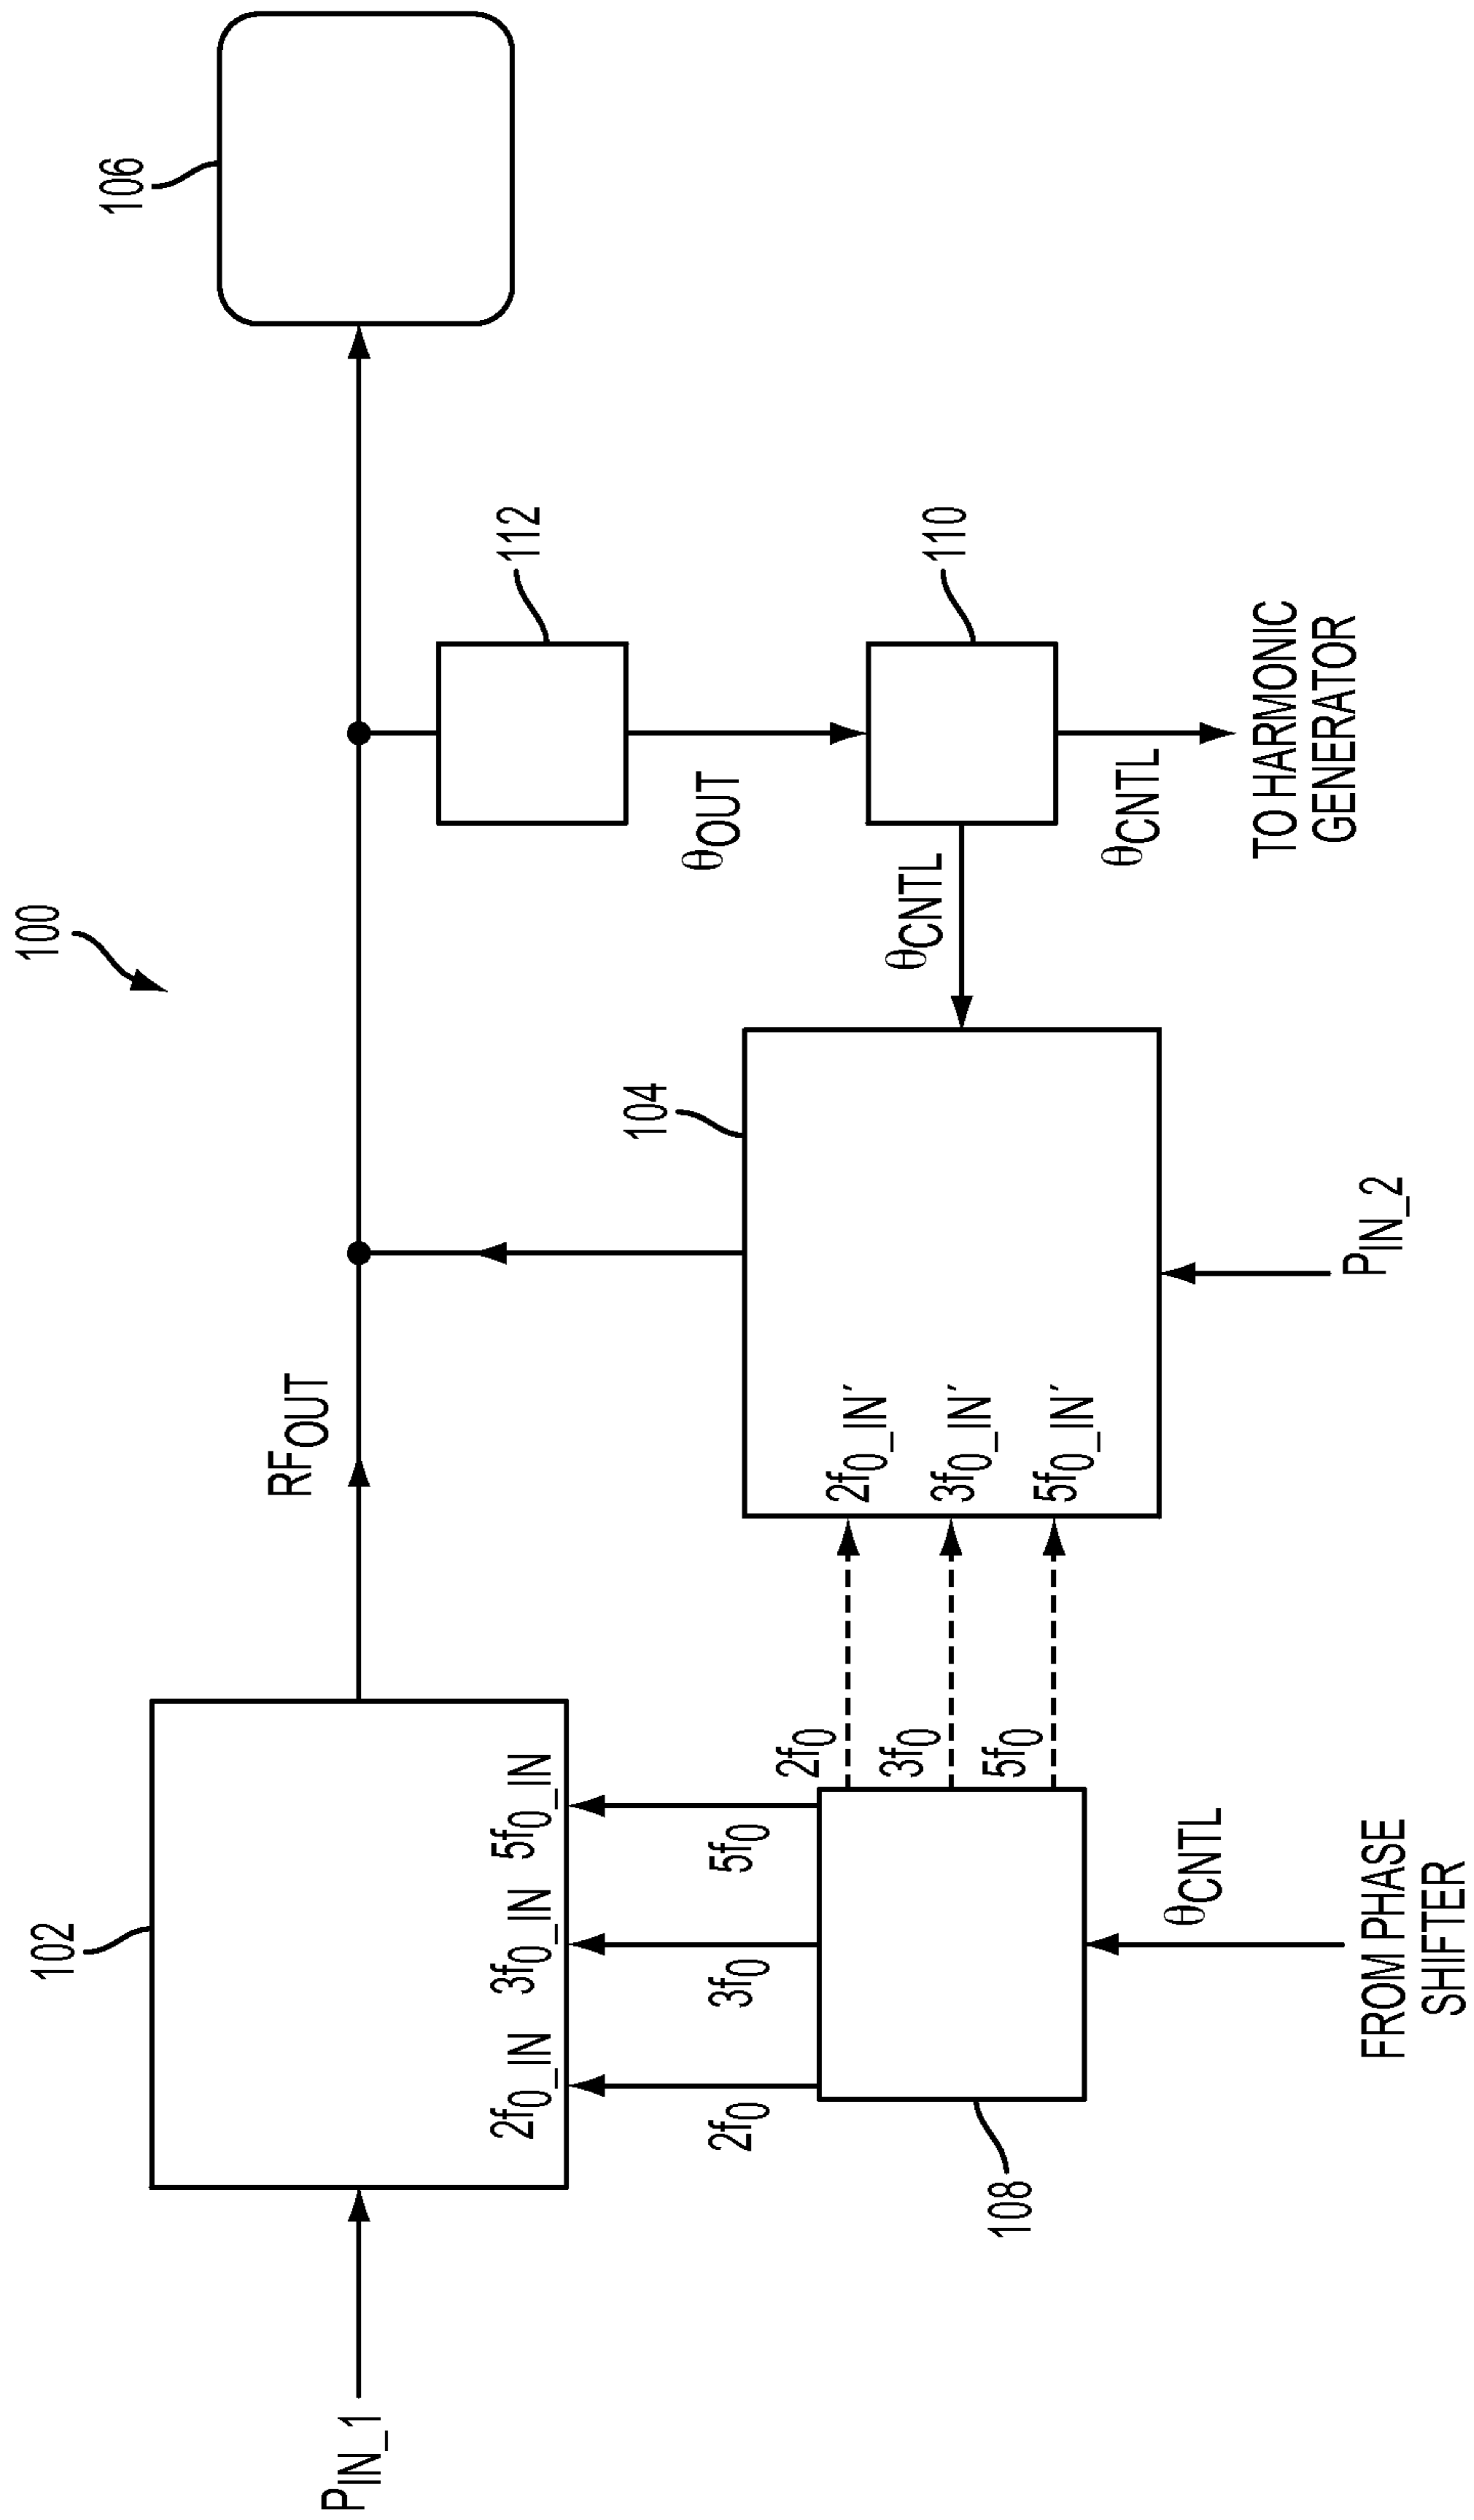 100
106
102
RFOUT
PIN_1
2f0_IN
3f0_IN
5f0_IN
104
112
θOUT
2f0
3f0
5f0
2f0
3f0
5f0
2f0_IN′
3f0_IN′
5f0_IN′
θCNTL
110
108
θCNTL
θCNTL
TO HARMONIC
GENERATOR
PIN_2
FROM PHASE
SHIFTER